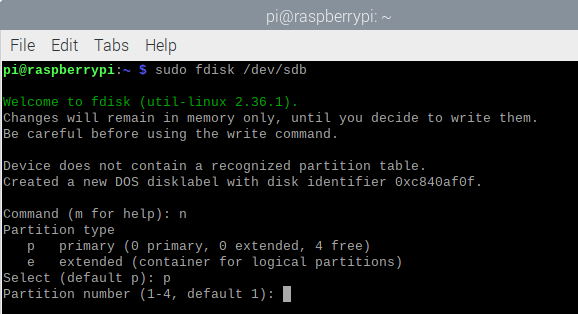 pi@raspberrypi: ~
File Edit Tabs Help
pi@raspberrypi:~ $ sudo fdisk /dev/sdb
Welcome to fdisk (util-linux 2.36.1).
Changes will remain in memory only, until you decide to write them.
Be careful before using the write command.
Device does not contain a recognized partition table.
Created a new DOS disklabel with disk identifier 0xc840af0f.
Command (m for help): n
Partition type
p primary (0 primary, 0 extended, 4 free)
e extended (container for logical partitions)
Select (default p): p
Partition number (1-4, default 1):